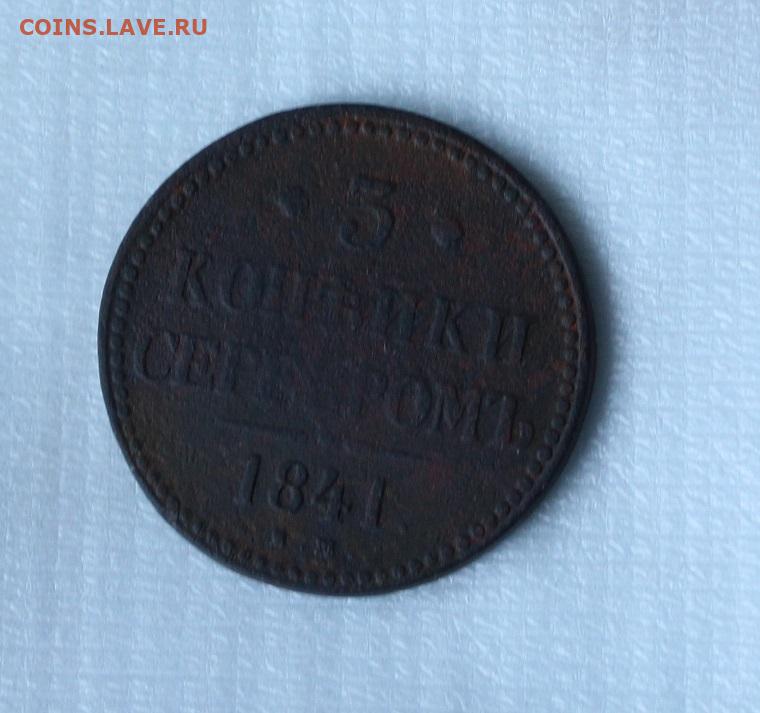 COINS.LAVE.RU
3
КОПѢЙКИ
СЕРЕБРОМЪ
1841